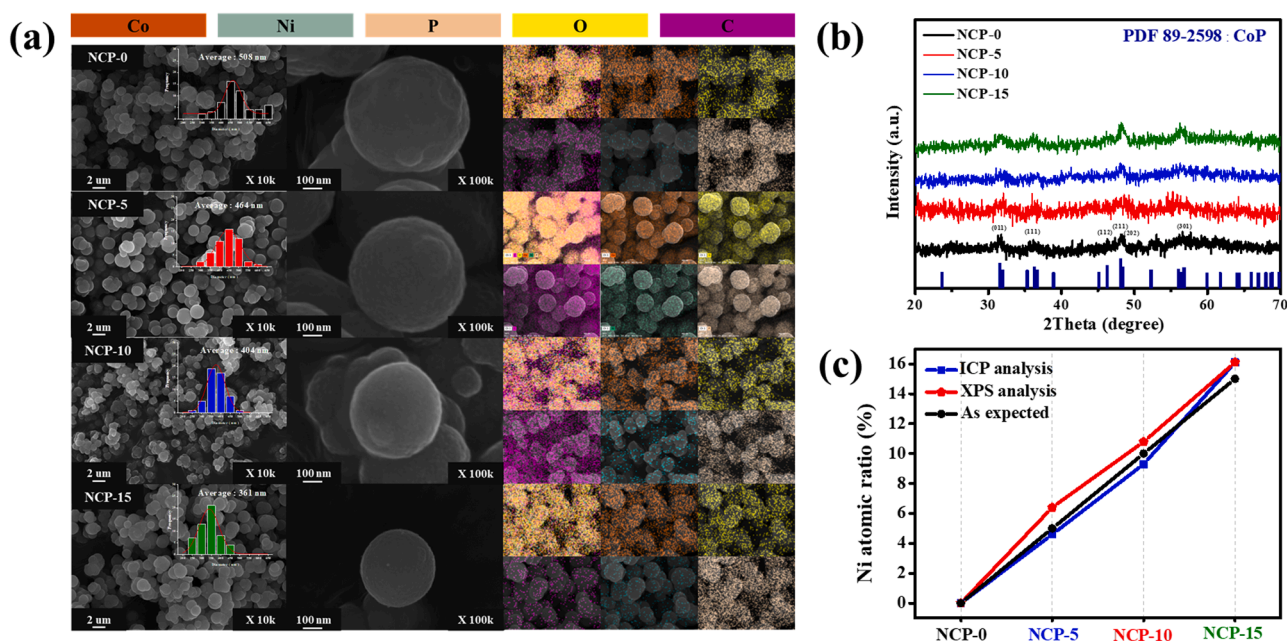 (a)
Co Ni P O C
NCP-0
Average : 508 nm
Frequency
Diameter ( nm )
2 um X 10k
100 nm X 100k
NCP-5
Average : 464 nm
2 um X 10k
100 nm X 100k
NCP-10
Average : 404 nm
2 um X 10k
100 nm X 100k
NCP-15
Average : 361 nm
2 um X 10k
100 nm X 100k
(b)
NCP-0
NCP-5
NCP-10
NCP-15
PDF 89-2598 : CoP
Intensity (a.u.)
(011) (111) (112) (211) (202) (301)
20 30 40 50 60 70
2Theta (degree)
(c)
ICP analysis
XPS analysis
As expected
Ni atomic ratio (%)
16
14
12
10
8
6
4
2
0
NCP-0 NCP-5 NCP-10 NCP-15